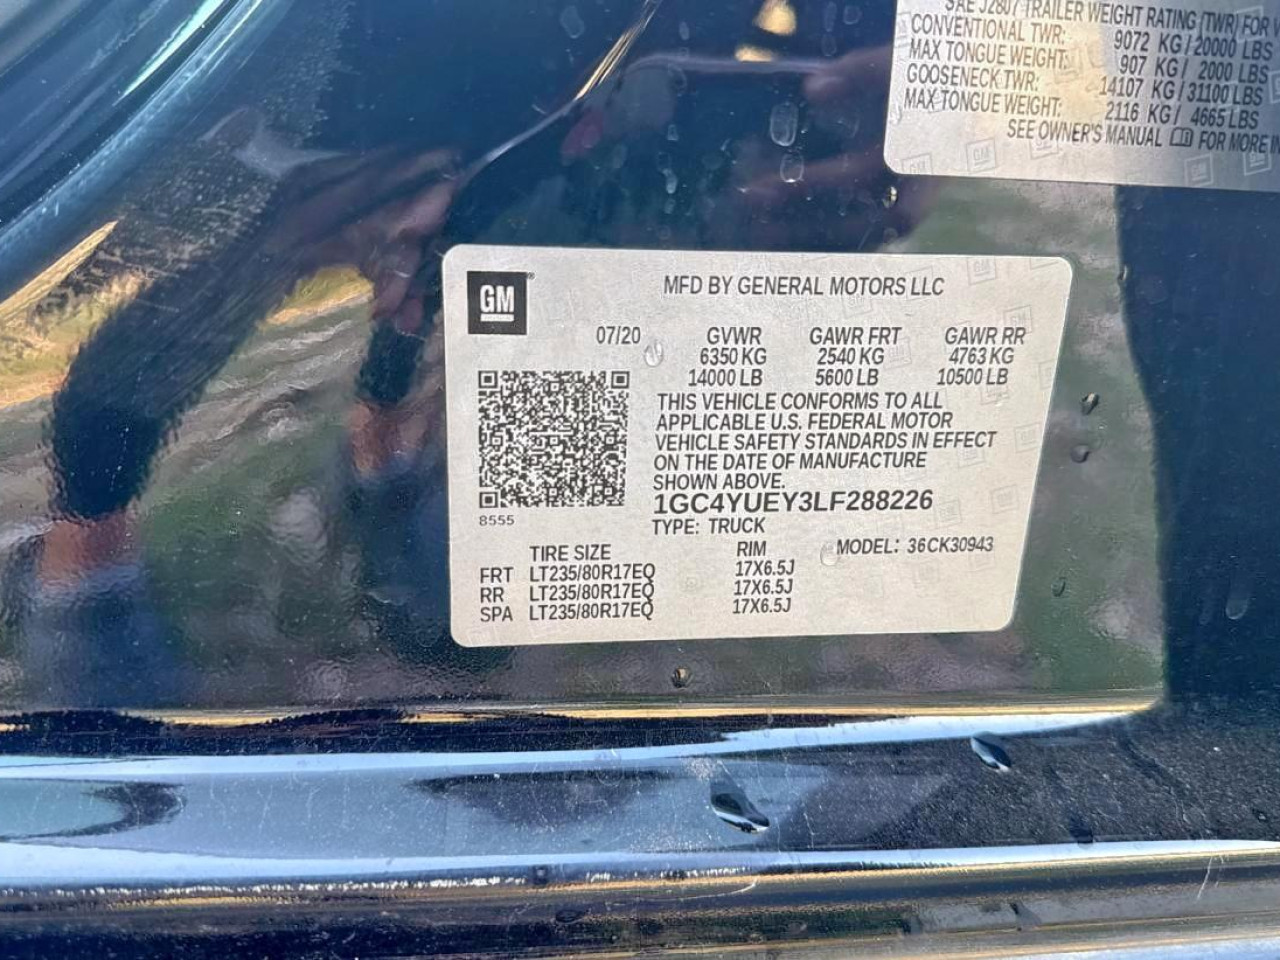 SAE J2807 TRAILER WEIGHT RATING (TWR) FOR
CONVENTIONAL TWR: 9072 KG / 20000 LBS
MAX TONGUE WEIGHT: 907 KG / 2000 LBS
GOOSENECK TWR: 14107 KG / 31100 LBS
MAX TONGUE WEIGHT: 2116 KG / 4665 LBS
SEE OWNER'S MANUAL FOR MORE
GM
MFD BY GENERAL MOTORS LLC
07/20 GVWR GAWR FRT GAWR RR
6350 KG 2540 KG 4763 KG
14000 LB 5600 LB 10500 LB
THIS VEHICLE CONFORMS TO ALL
APPLICABLE U.S. FEDERAL MOTOR
VEHICLE SAFETY STANDARDS IN EFFECT
ON THE DATE OF MANUFACTURE
SHOWN ABOVE.
1GC4YUEY3LF288226
8555
TYPE: TRUCK
TIRE SIZE RIM MODEL: 36CK30943
FRT LT235/80R17EQ 17X6.5J
RR LT235/80R17EQ 17X6.5J
SPA LT235/80R17EQ 17X6.5J